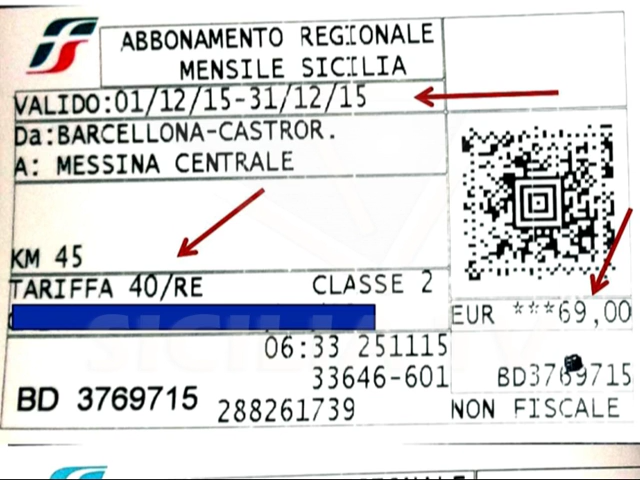 ABBONAMENTO REGIONALE
MENSILE SICILIA
VALIDO:01/12/15-31/12/15
Da:BARCELLONA-CASTROR.
A: MESSINA CENTRALE
KM 45
TARIFFA 40/RE CLASSE 2
EUR ***69,00
06:33 251115
33646-601
BD3769715
BD 3769715
288261739
NON FISCALE